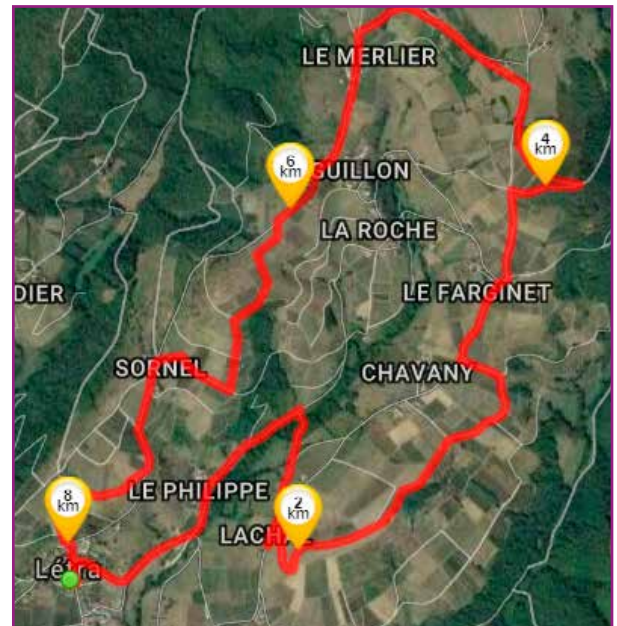 LE MERLIER
4
km
6
km
GUILLON
LA ROCHE
DIER
LE FARGINET
SORNEL
CHAVANY
8
km
LE PHILIPPE
2
km
Létra